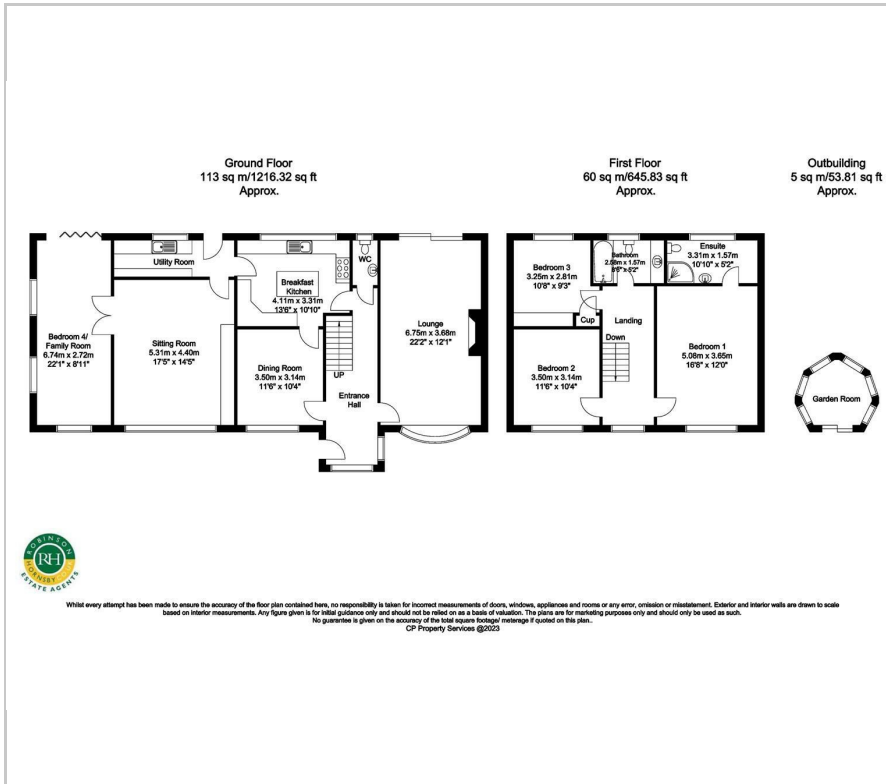 Ground Floor
113 sq m/1216.32 sq ft
Approx.
First Floor
60 sq m/645.83 sq ft
Approx.
Outbuilding
5 sq m/53.81 sq ft
Approx.
Utility Room
Breakfast
Kitchen
4.11m x 3.31m
13'6" x 10'10"
WC
Bedroom 4/
Family Room
6.74m x 2.72m
22'1" x 8'11"
Sitting Room
5.31m x 4.40m
17'5" x 14'5"
Dining Room
3.50m x 3.14m
11'6" x 10'4"
UP
Entrance
Hall
Lounge
6.75m x 3.68m
22'2" x 12'1"
Bedroom 3
3.25m x 2.81m
10'8" x 9'3"
Bathroom
2.58m x 1.57m
8'6" x 5'2"
Ensuite
3.31m x 1.57m
10'10" x 5'2"
Cup
Landing
Down
Bedroom 2
3.50m x 3.14m
11'6" x 10'4"
Bedroom 1
5.08m x 3.65m
16'8" x 12'0"
Garden Room
ROBINSON
HORNSBY
RH
ESTATE AGENTS
Whilst every attempt has been made to ensure the accuracy of the floor plan contained here, no responsibility is taken for incorrect measurements of doors, windows, appliances and rooms or any error, omission or misstatement. Exterior and interior walls are drawn to scale
based on interior measurements. Any figure given is for initial guidance only and should not be relied on as a basis of valuation. The plans are for marketing purposes only and should only be used as such.
No guarantee is given on the accuracy of the total square footage/ meterage if quoted on this plan..
CP Property Services @2023